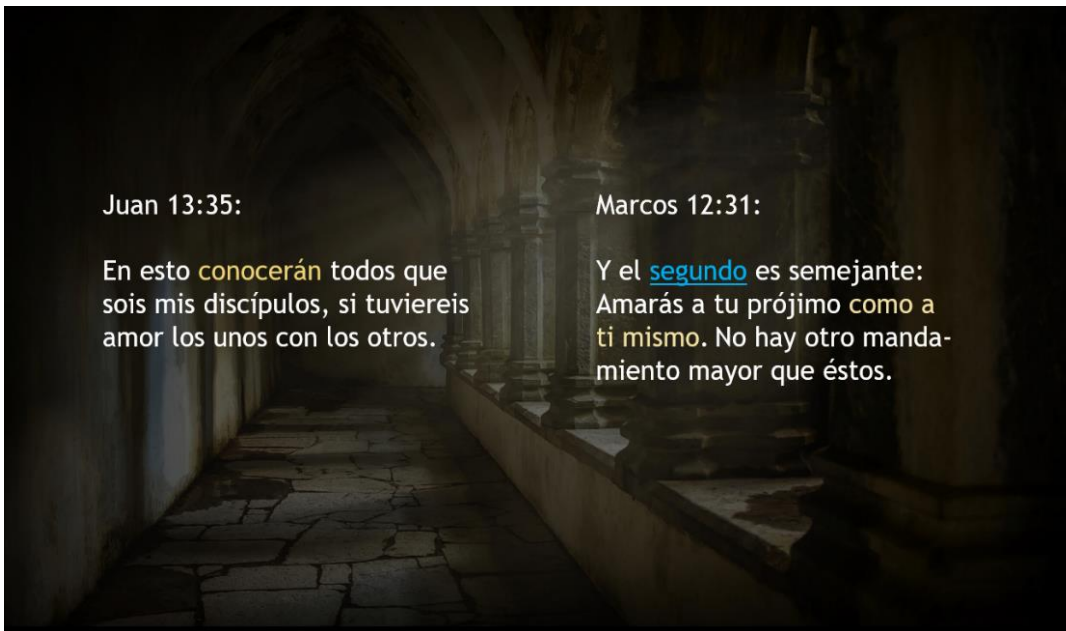 Juan 13:35:
En esto conocerán todos que
sois mis discípulos, si tuviereis
amor los unos con los otros.
Marcos 12:31:
Y el segundo es semejante:
Amarás a tu prójimo como a
ti mismo. No hay otro manda-
miento mayor que éstos.